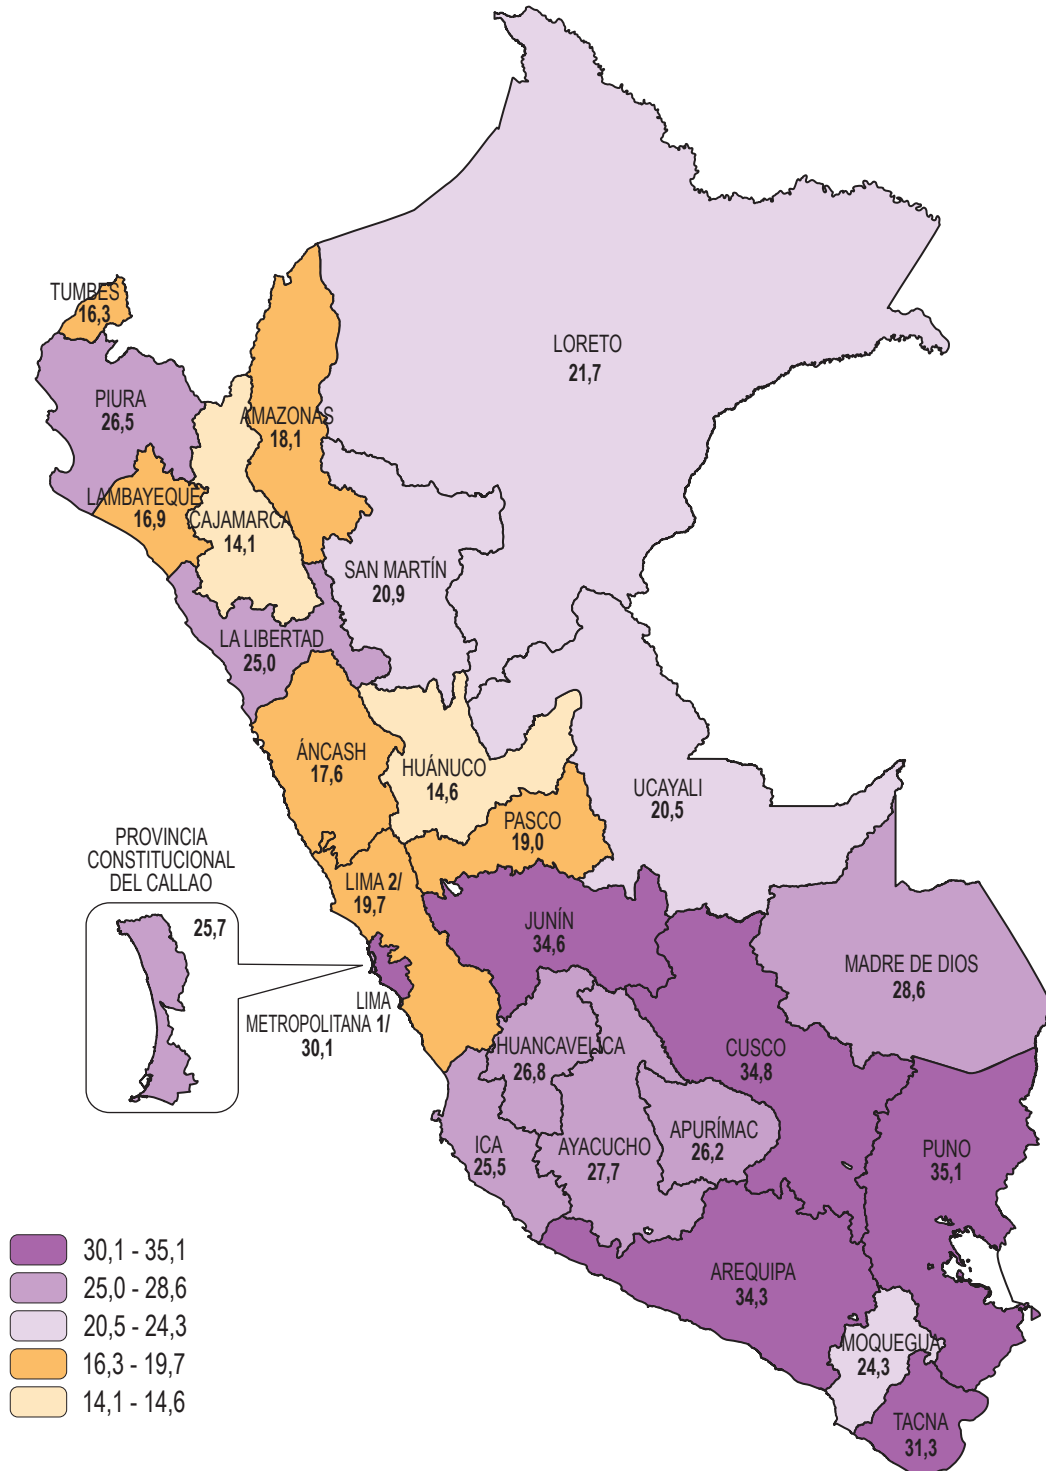 TUMBES
16,3
LORETO
21,7
PIURA
26,5
AMAZONAS
18,1
LAMBAYEQUE
16,9
CAJAMARCA
14,1
SAN MARTÍN
20,9
LA LIBERTAD
25,0
ÁNCASH
17,6
HUÁNUCO
14,6
UCAYALI
20,5
PASCO
19,0
PROVINCIA
CONSTITUCIONAL
DEL CALLAO
25,7
LIMA 2/
19,7
JUNÍN
34,6
MADRE DE DIOS
28,6
LIMA
METROPOLITANA 1/
30,1
HUANCAVELICA
26,8
CUSCO
34,8
ICA
25,5
AYACUCHO
27,7
APURÍMAC
26,2
PUNO
35,1
AREQUIPA
34,3
MOQUEGUA
24,3
TACNA
31,3
30,1 - 35,1
25,0 - 28,6
20,5 - 24,3
16,3 - 19,7
14,1 - 14,6